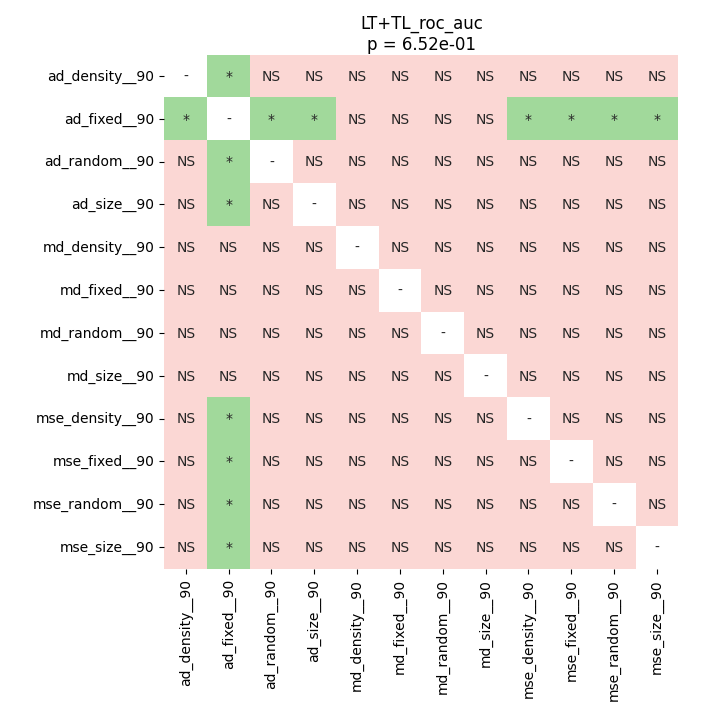 LT+TL_roc_auc
p = 6.52e-01
ad_density__90 - * NS NS NS NS NS NS NS NS NS NS
ad_fixed__90 * - * * NS NS NS NS * * * *
ad_random__90 NS * - NS NS NS NS NS NS NS NS NS
ad_size__90 NS * NS - NS NS NS NS NS NS NS NS
md_density__90 NS NS NS NS - NS NS NS NS NS NS NS
md_fixed__90 NS NS NS NS NS - NS NS NS NS NS NS
md_random__90 NS NS NS NS NS NS - NS NS NS NS NS
md_size__90 NS NS NS NS NS NS NS - NS NS NS NS
mse_density__90 NS * NS NS NS NS NS NS - NS NS NS
mse_fixed__90 NS * NS NS NS NS NS NS NS - NS NS
mse_random__90 NS * NS NS NS NS NS NS NS NS - NS
mse_size__90 NS * NS NS NS NS NS NS NS NS NS -
ad_density__90
ad_fixed__90
ad_random__90
ad_size__90
md_density__90
md_fixed__90
md_random__90
md_size__90
mse_density__90
mse_fixed__90
mse_random__90
mse_size__90